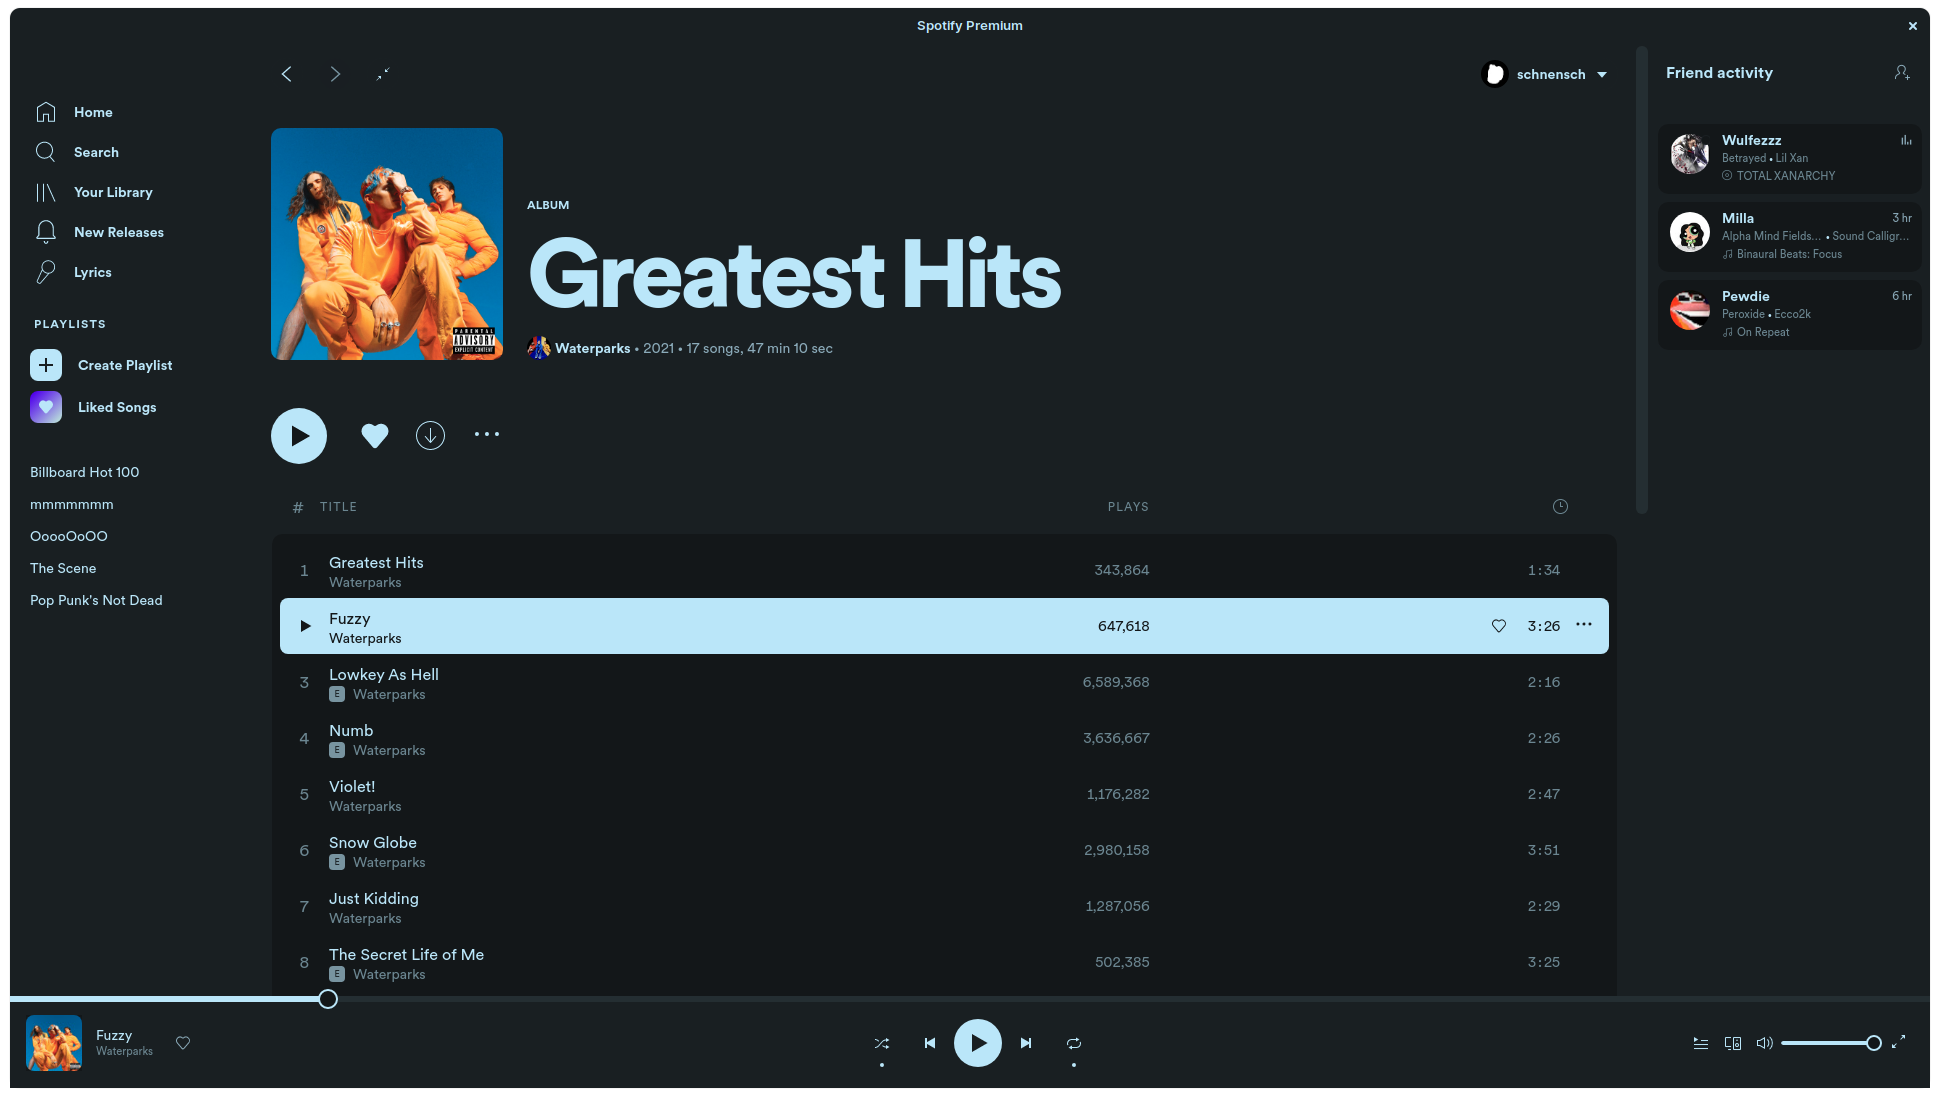 Spotify Premium
schnensch
Home
Search
Your Library
New Releases
Lyrics
PLAYLISTS
Create Playlist
Liked Songs
Billboard Hot 100
mmmmmmm
OoooOoOO
The Scene
Pop Punk's Not Dead
PARENTAL
ADVISORY
EXPLICIT CONTENT
ALBUM
Greatest Hits
Waterparks • 2021 • 17 songs, 47 min 10 sec
# TITLE PLAYS
1 Greatest Hits 343,864 1:34
Waterparks
Fuzzy 647,618 3:26
Waterparks
3 Lowkey As Hell 6,589,368 2:16
E Waterparks
4 Numb 3,636,667 2:26
E Waterparks
5 Violet! 1,176,282 2:47
Waterparks
6 Snow Globe 2,980,158 3:51
E Waterparks
7 Just Kidding 1,287,056 2:29
Waterparks
8 The Secret Life of Me 502,385 3:25
E Waterparks
Friend activity
Wulfezzz
Betrayed • Lil Xan
TOTAL XANARCHY
Milla 3 hr
Alpha Mind Fields... • Sound Calligr...
Binaural Beats: Focus
Pewdie 6 hr
Peroxide • Ecco2k
On Repeat
Fuzzy
Waterparks